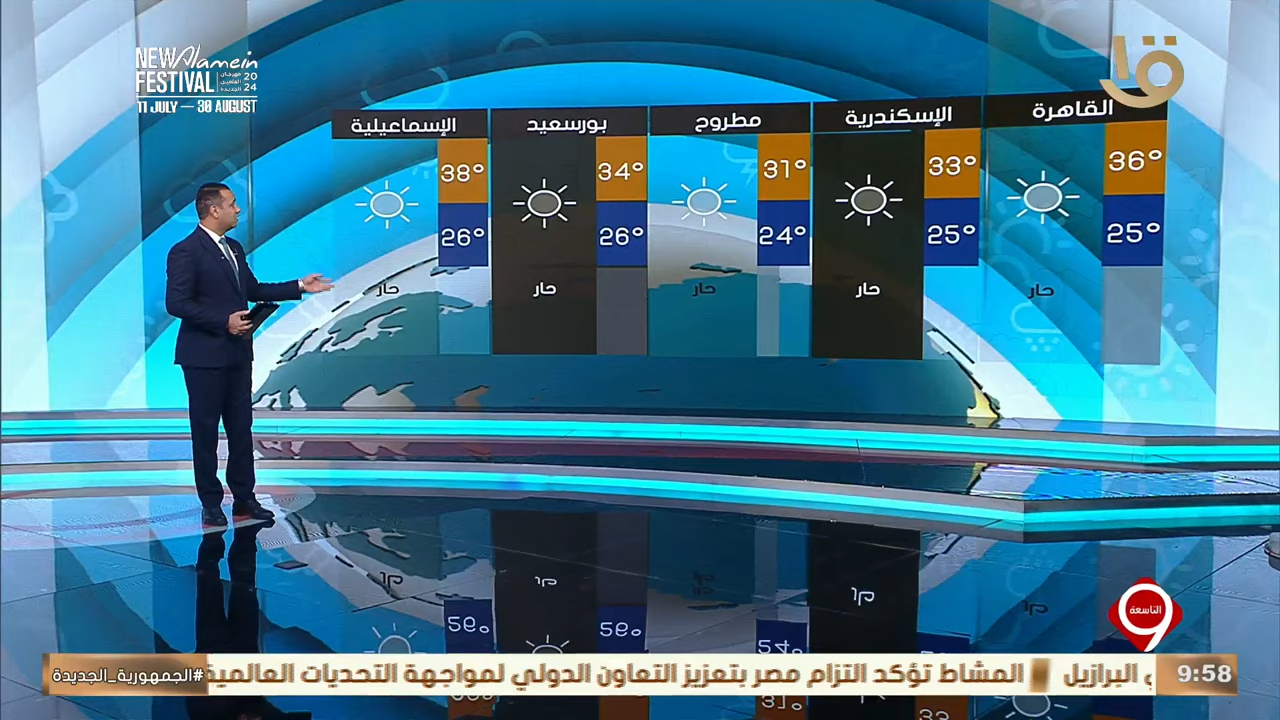 NEW Alamein
FESTIVAL
مهرجان العلمين الجديدة
2024
11 JULY — 30 AUGUST
القاهرة
36°
25°
حار
الإسكندرية
33°
25°
حار
مطروح
31°
24°
حار
بورسعيد
34°
26°
حار
الإسماعيلية
38°
26°
حار
التاسعة
9
9:58
البرازيل
المشاط تؤكد التزام مصر بتعزيز التعاون الدولي لمواجهة التحديات العالمية
#الجمهورية_الجديدة